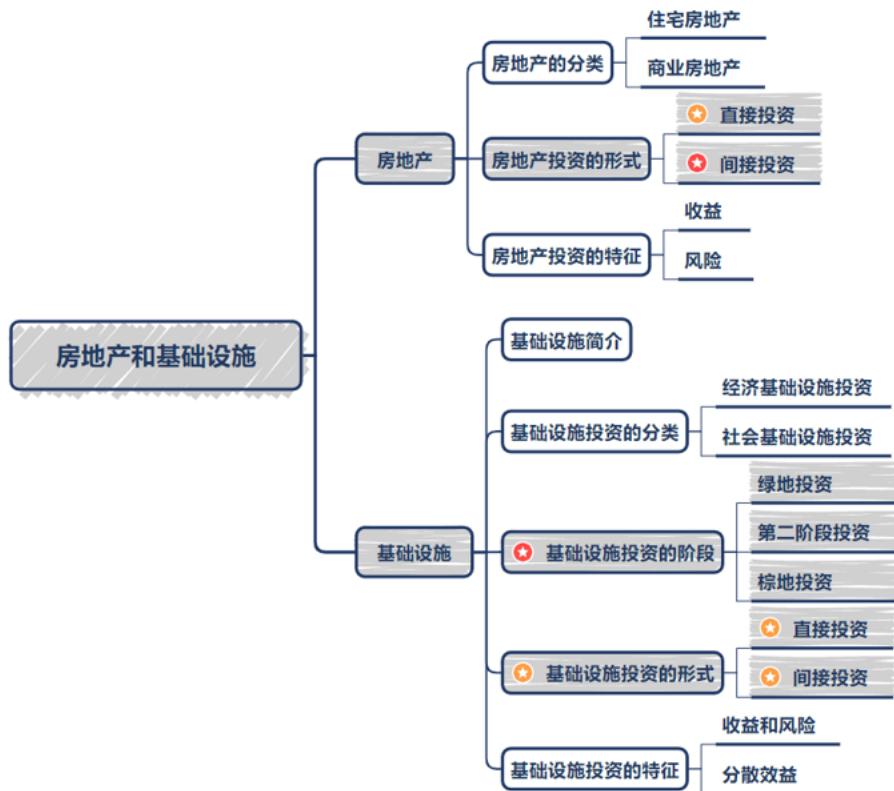 房地产和基础设施
房地产
房地产的分类
住宅房地产
商业房地产
房地产投资的形式
直接投资
间接投资
房地产投资的特征
收益
风险
基础设施
基础设施简介
基础设施投资的分类
经济基础设施投资
社会基础设施投资
基础设施投资的阶段
绿地投资
第二阶段投资
棕地投资
基础设施投资的形式
直接投资
间接投资
基础设施投资的特征
收益和风险
分散效益